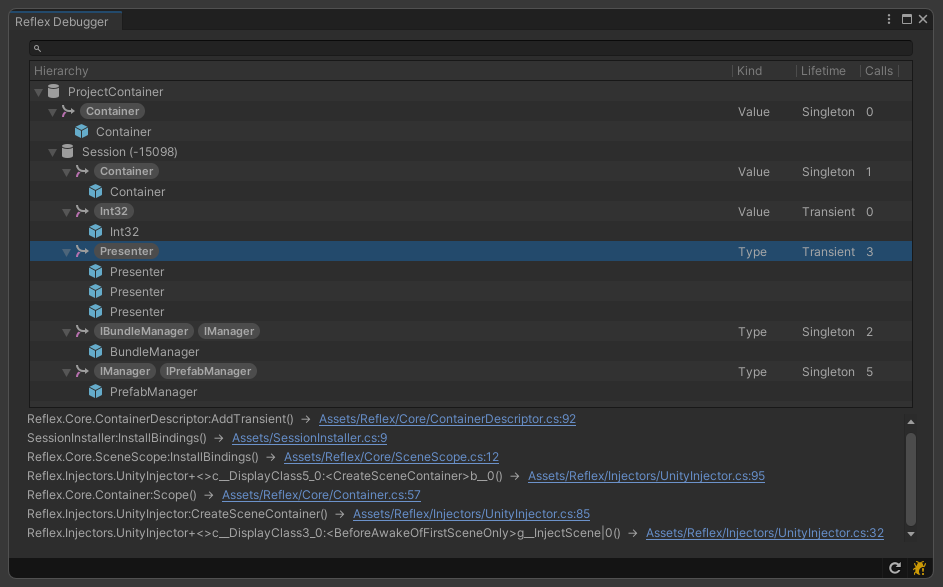 Reflex Debugger
Hierarchy Kind Lifetime Calls
ProjectContainer
Container Value Singleton 0
Container
Session (-15098)
Container Value Singleton 1
Container
Int32 Value Transient 0
Int32
Presenter Type Transient 3
Presenter
Presenter
Presenter
IBundleManager IManager Type Singleton 2
BundleManager
IManager IPrefabManager Type Singleton 5
PrefabManager
Reflex.Core.ContainerDescriptor:AddTransient() → Assets/Reflex/Core/ContainerDescriptor.cs:92
SessionInstaller:InstallBindings() → Assets/SessionInstaller.cs:9
Reflex.Core.SceneScope:InstallBindings() → Assets/Reflex/Core/SceneScope.cs:12
Reflex.Injectors.UnityInjector+<>c__DisplayClass5_0:<CreateSceneContainer>b__0() → Assets/Reflex/Injectors/UnityInjector.cs:95
Reflex.Core.Container:Scope() → Assets/Reflex/Core/Container.cs:57
Reflex.Injectors.UnityInjector:CreateSceneContainer() → Assets/Reflex/Injectors/UnityInjector.cs:85
Reflex.Injectors.UnityInjector+<>c__DisplayClass3_0:<BeforeAwakeOfFirstSceneOnly>g__InjectScene|0() → Assets/Reflex/Injectors/UnityInjector.cs:32